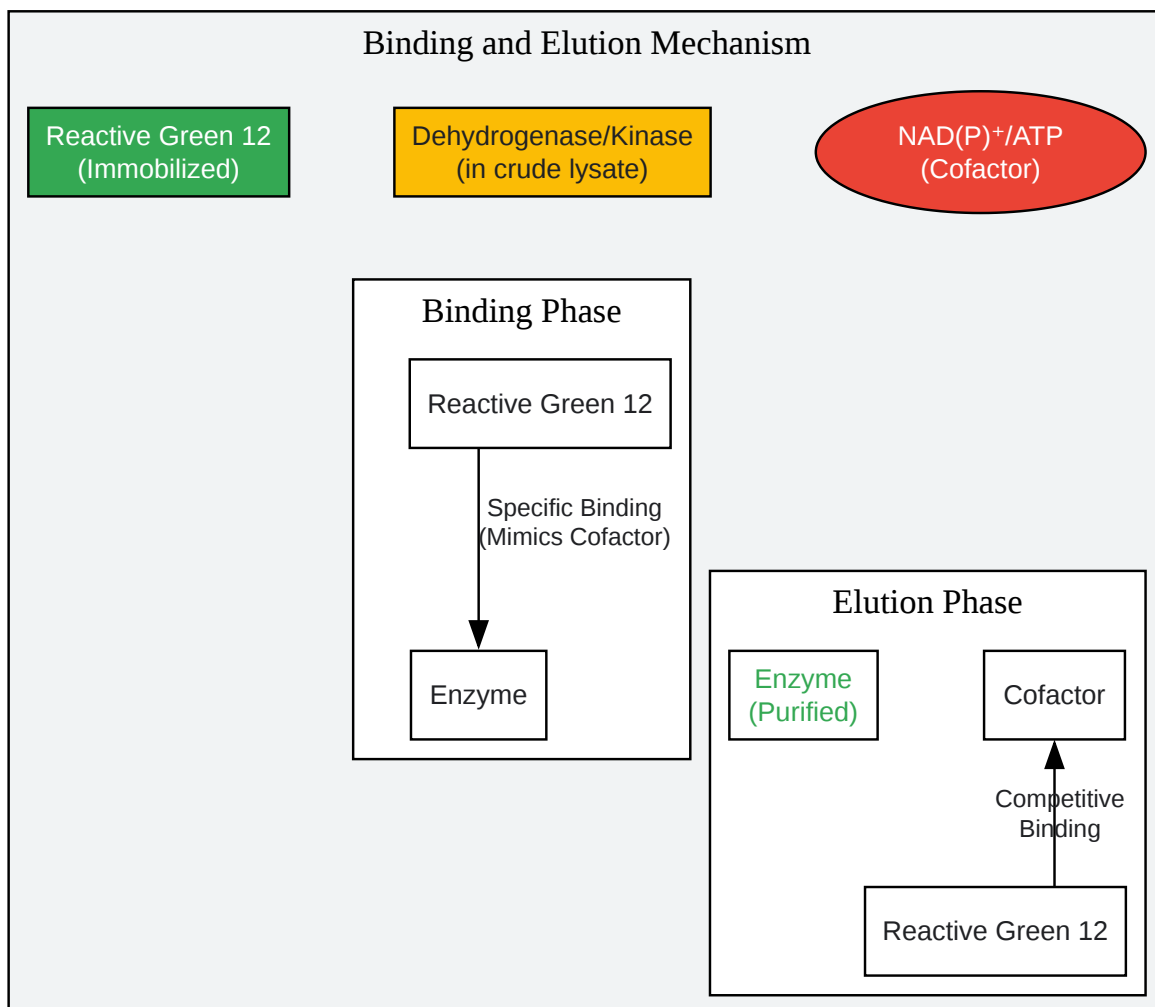 Binding and Elution Mechanism
Reactive Green 12
(Immobilized)
Dehydrogenase/Kinase
(in crude lysate)
NAD(P)⁺/ATP
(Cofactor)
Binding Phase
Reactive Green 12
Specific Binding
(Mimics Cofactor)
Enzyme
Elution Phase
Enzyme
(Purified)
Cofactor
Competitive
Binding
Reactive Green 12